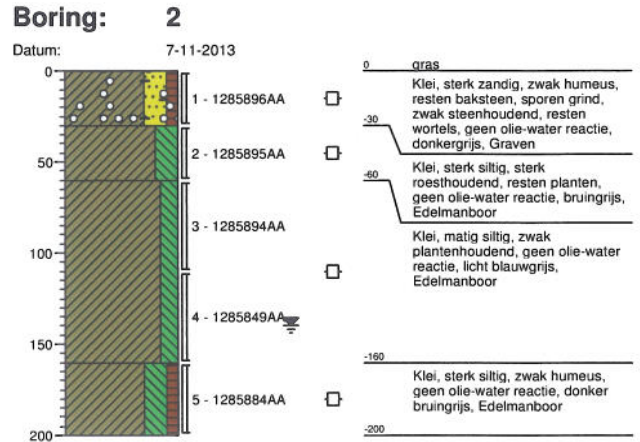 Boring: 2
Datum: 7-11-2013
0
50
100
150
200
1 - 1285896AA
2 - 1285895AA
3 - 1285894AA
4 - 1285849AA
5 - 1285884AA
0 gras
Klei, sterk zandig, zwak humeus,
resten baksteen, sporen grind,
zwak steenhoudend, resten
wortels, geen olie-water reactie,
donkergrijs, Graven
-30
Klei, sterk siltig, sterk
roesthoudend, resten planten,
geen olie-water reactie, bruingrijs,
Edelmanboor
-60
Klei, matig siltig, zwak
plantenhoudend, geen olie-water
reactie, licht blauwgrijs,
Edelmanboor
-160
Klei, sterk siltig, zwak humeus,
geen olie-water reactie, donker
bruingrijs, Edelmanboor
-200